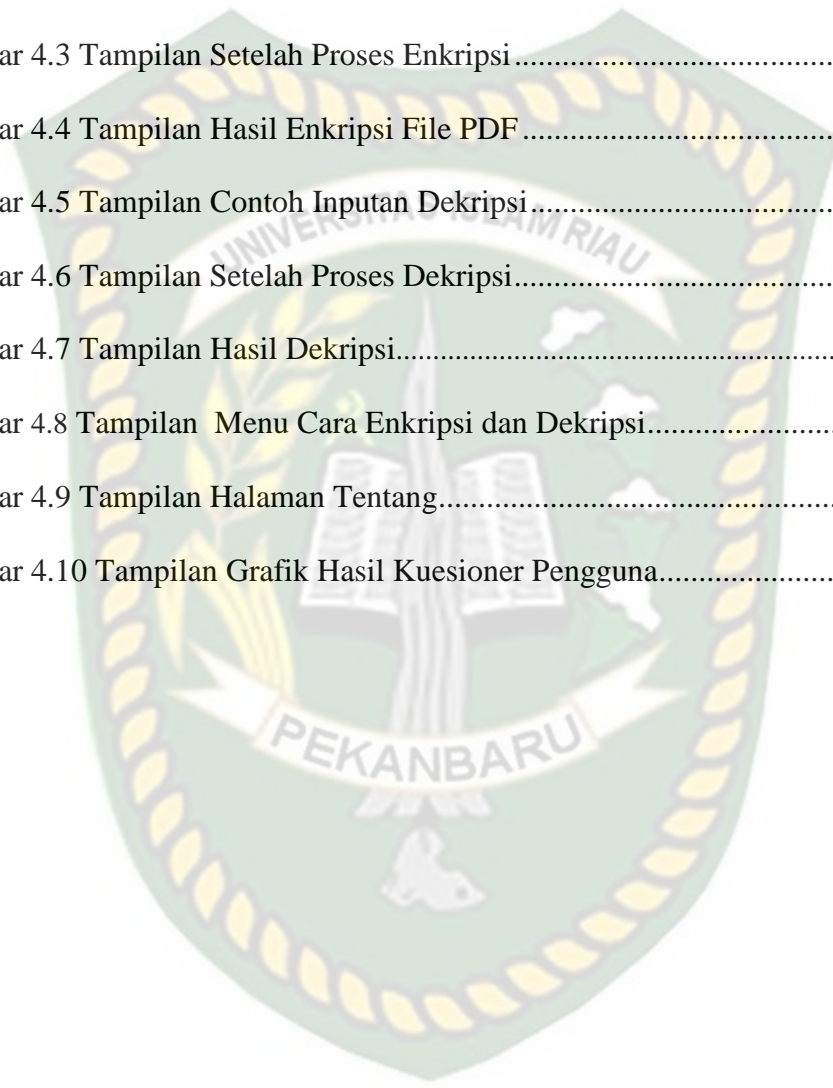 ar 4.3 Tampilan Setelah Proses Enkripsi........................................
ar 4.4 Tampilan Hasil Enkripsi File PDF.......................................
ar 4.5 Tampilan Contoh Inputan Dekripsi......................................
UNIVERSITAS ISLAM RIAU
ar 4.6 Tampilan Setelah Proses Dekripsi........................................
ar 4.7 Tampilan Hasil Dekripsi........................................................
ar 4.8 Tampilan  Menu Cara Enkripsi dan Dekripsi.......................
ar 4.9 Tampilan Halaman Tentang..................................................
ar 4.10 Tampilan Grafik Hasil Kuesioner Pengguna......................
PEKANBARU